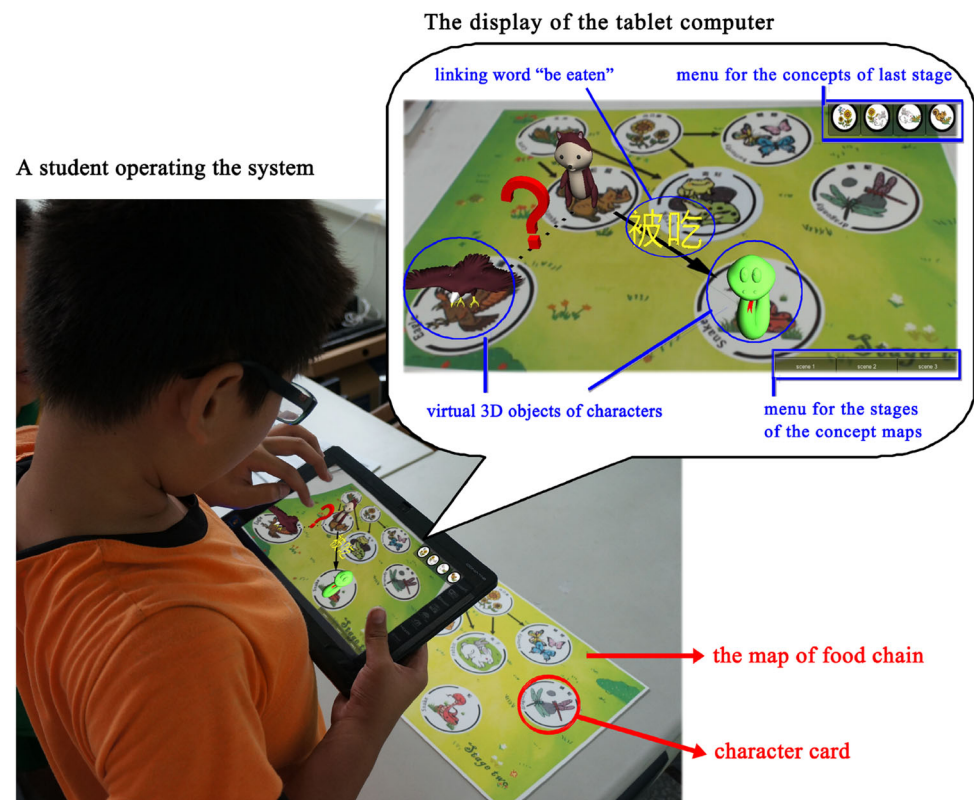 The display of the tablet computer
linking word “be eaten”
menu for the concepts of last stage
A student operating the system
被吃
Eagle
Snake
scene 1
scene 2
scene 3
virtual 3D objects of characters
menu for the stages
of the concept maps
the map of food chain
character card